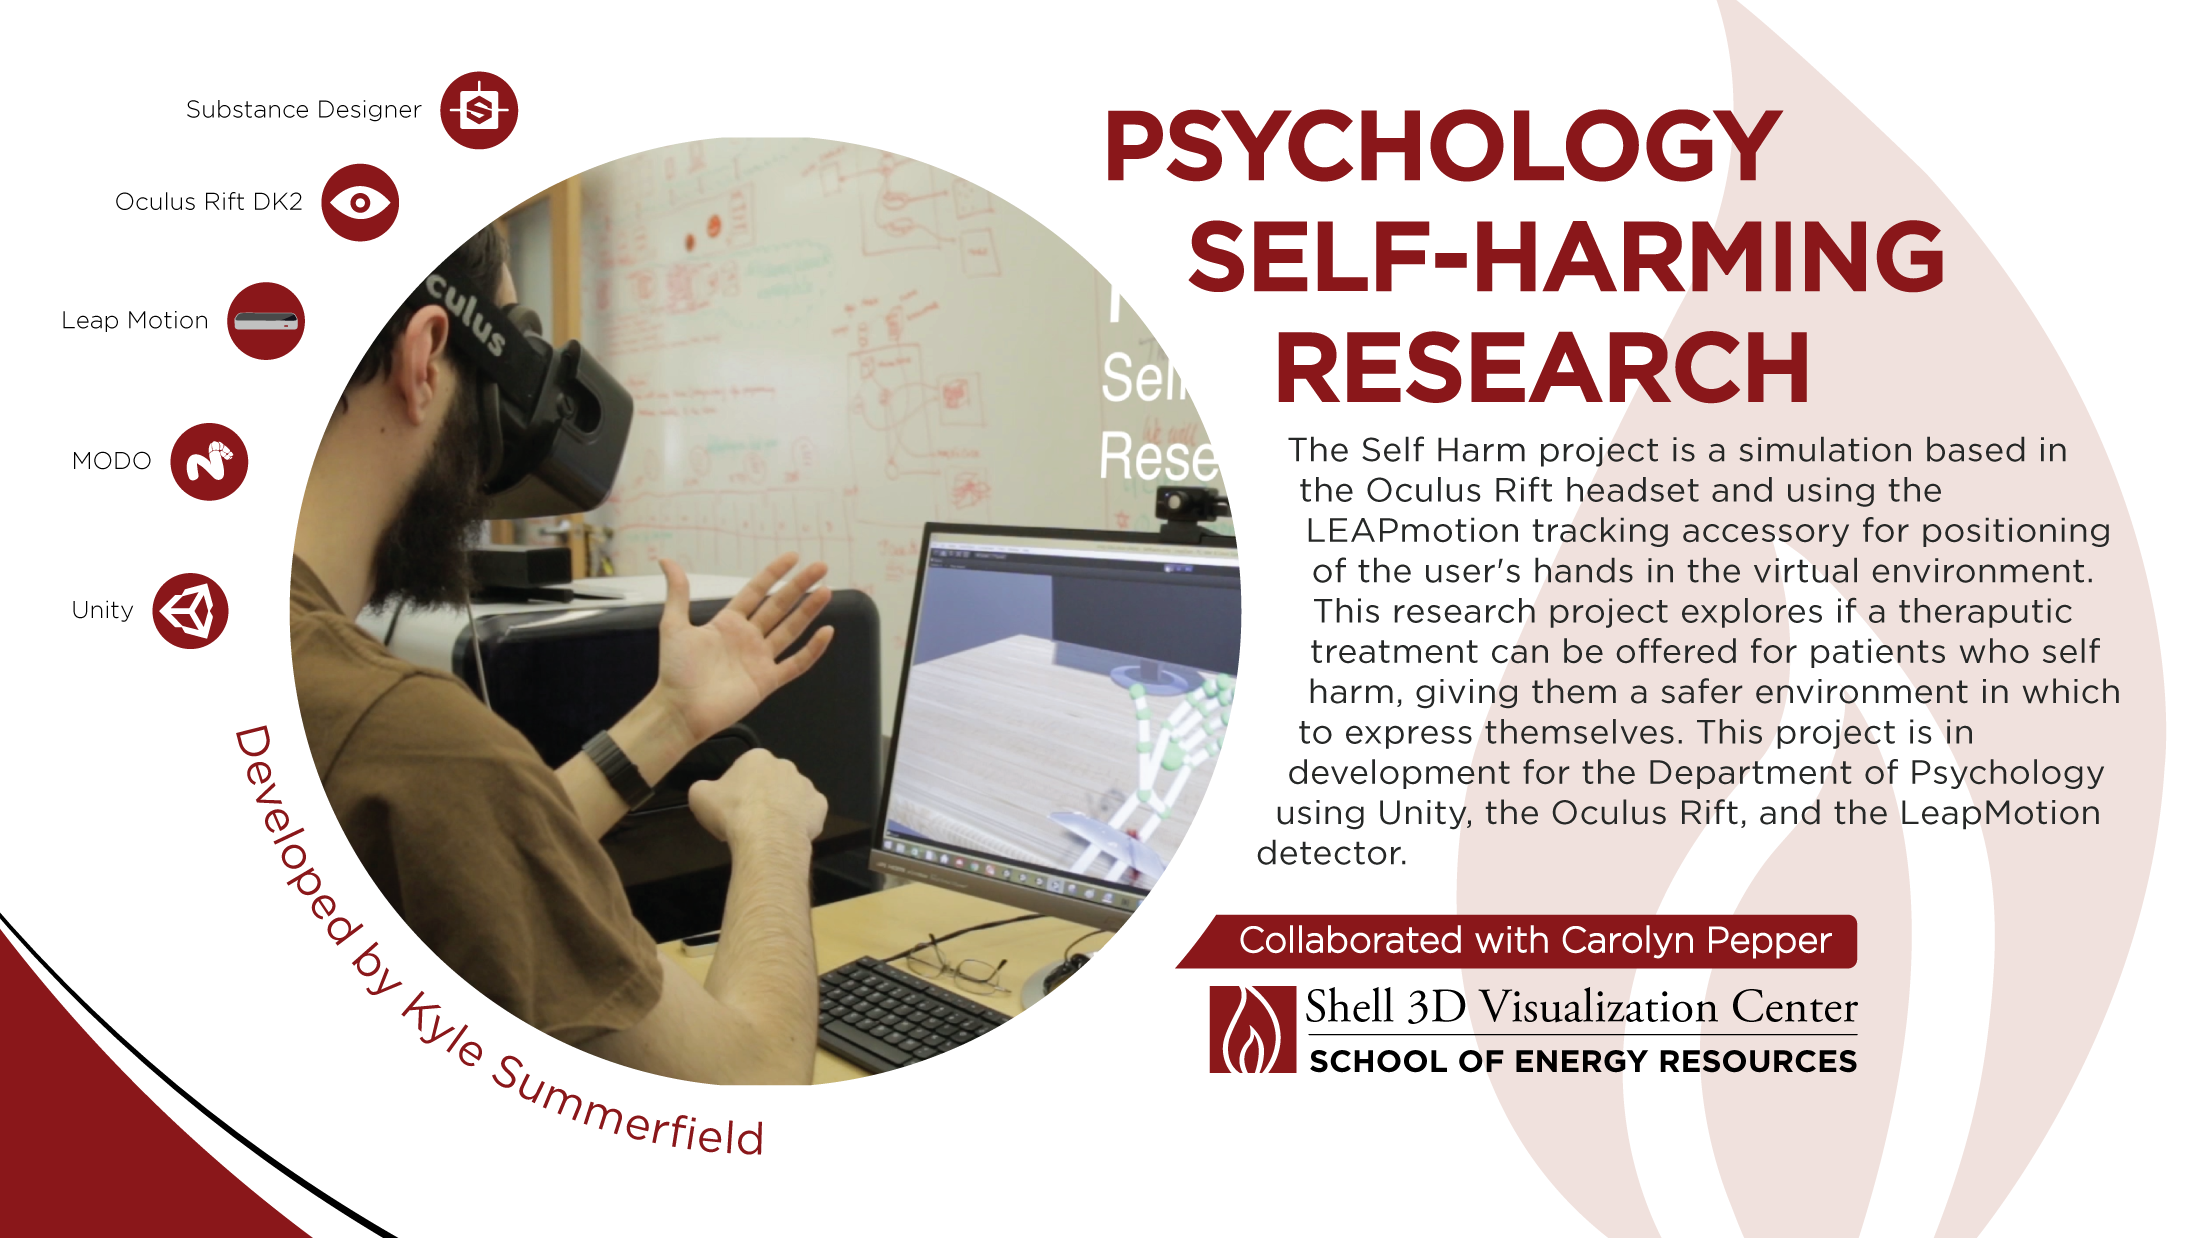 Substance Designer
Oculus Rift DK2
Leap Motion
MODO
Unity
Developed by Kyle Summerfield
culus
Rese
PSYCHOLOGY
SELF-HARMING
RESEARCH
The Self Harm project is a simulation based in
the Oculus Rift headset and using the
LEAPmotion tracking accessory for positioning
of the user's hands in the virtual environment.
This research project explores if a theraputic
treatment can be offered for patients who self
harm, giving them a safer environment in which
to express themselves. This project is in
development for the Department of Psychology
using Unity, the Oculus Rift, and the LeapMotion
detector.
Collaborated with Carolyn Pepper
Shell 3D Visualization Center
SCHOOL OF ENERGY RESOURCES